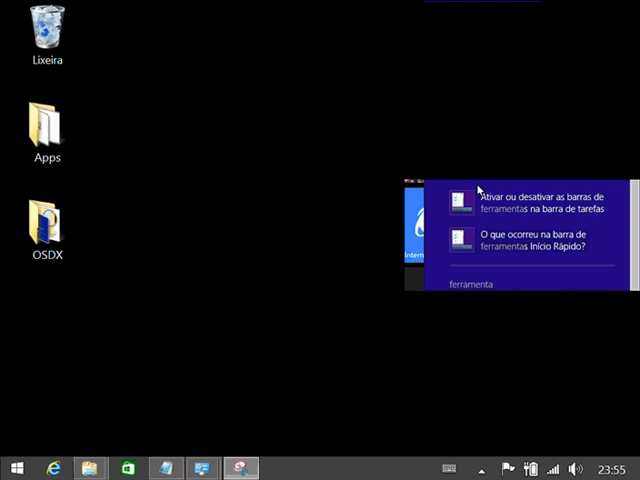 Lixeira
Apps
OSDX
Ativar ou desativar as barras de
ferramentas na barra de tarefas
O que ocorreu na barra de
ferramentas Início Rápido?
Intern
ferramenta
23:55